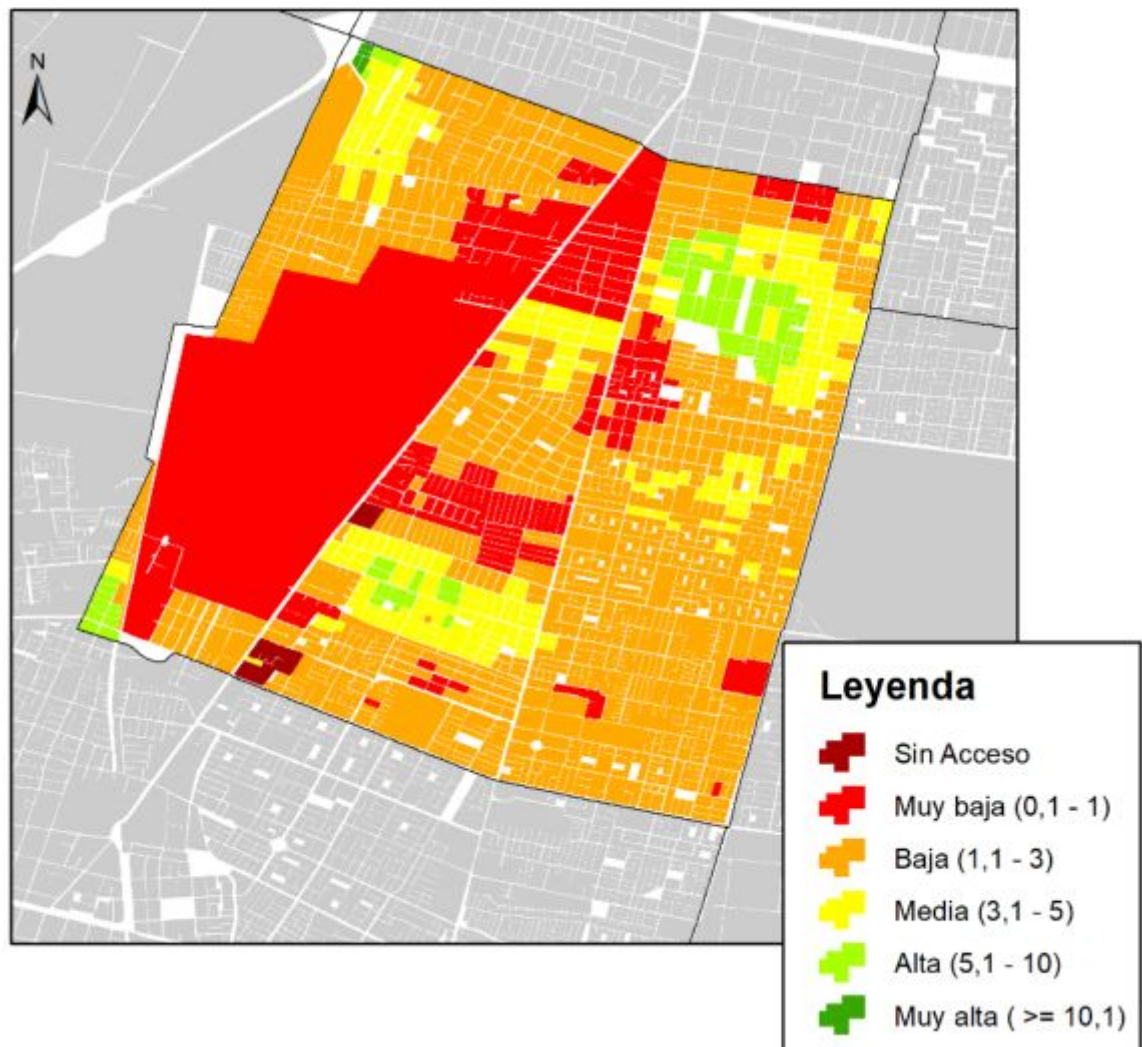 N
Leyenda
Sin Acceso
Muy baja (0,1 - 1)
Baja (1,1 - 3)
Media (3,1 - 5)
Alta (5,1 - 10)
Muy alta ( >= 10,1)